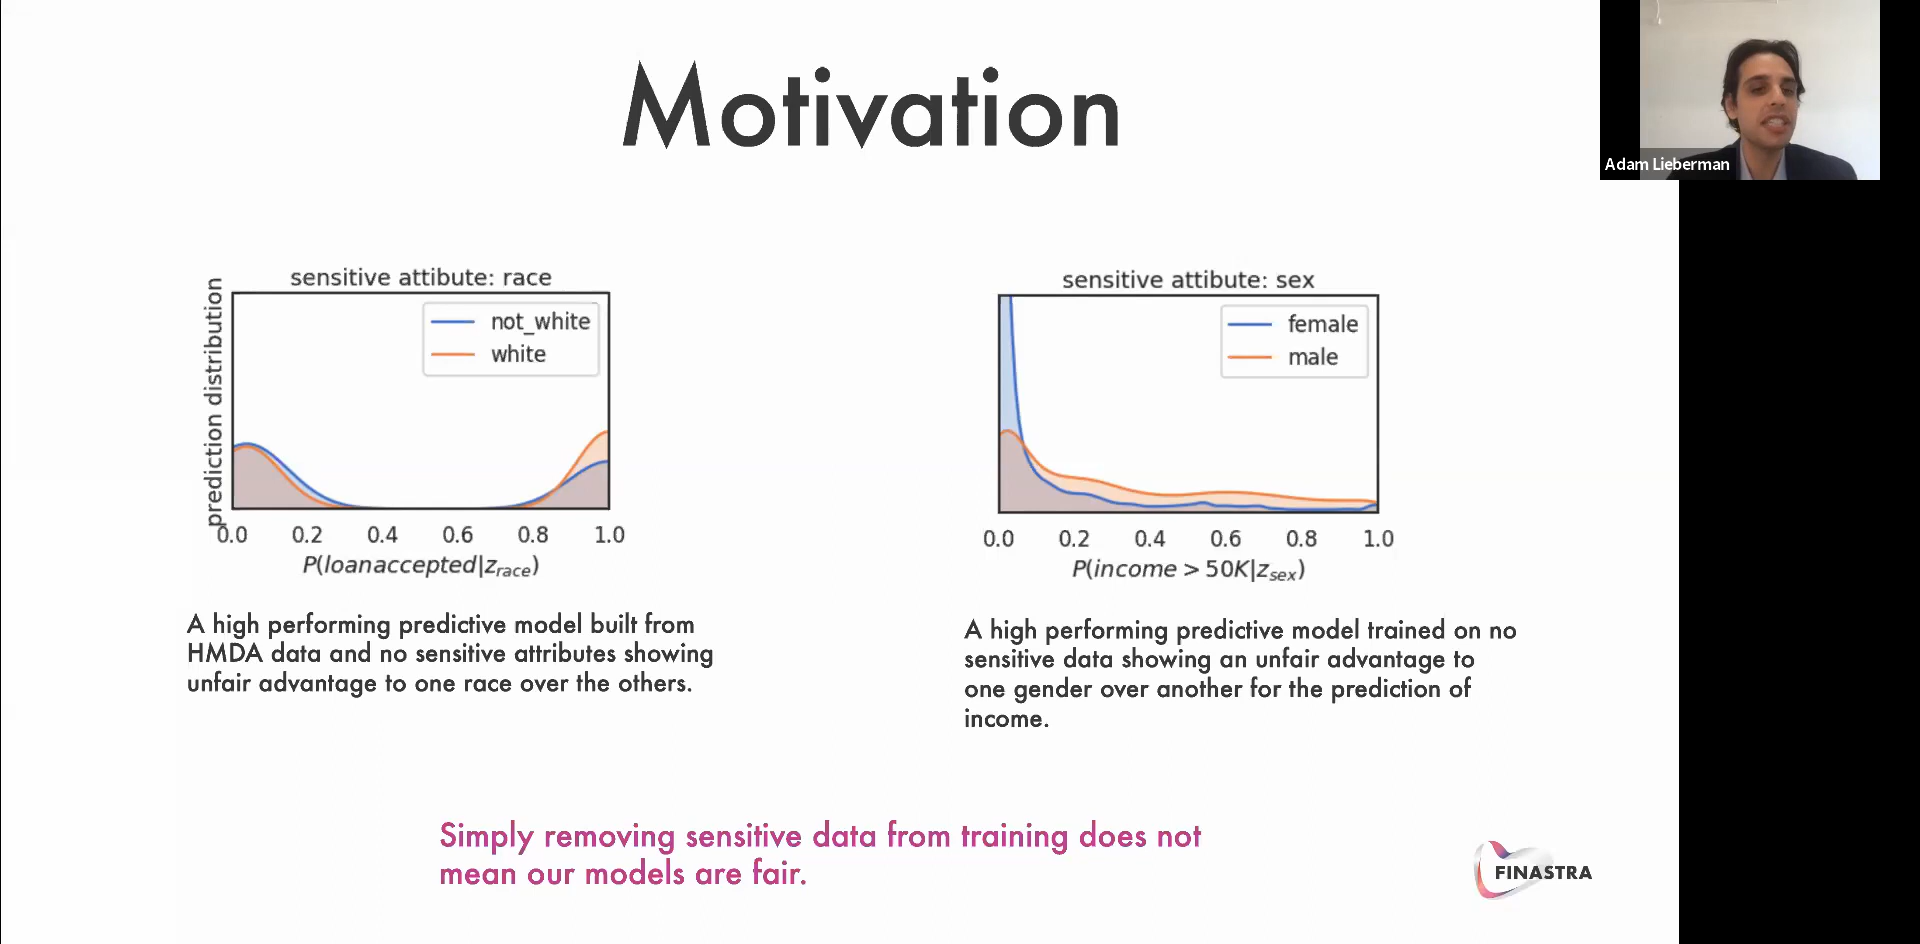 Motivation
Adam Lieberman
sensitive attibute: race
prediction distribution
not_white
white
0.0 0.2 0.4 0.6 0.8 1.0
P(loanaccepted|z_race)
A high performing predictive model built from
HMDA data and no sensitive attributes showing
unfair advantage to one race over the others.
sensitive attibute: sex
female
male
0.0 0.2 0.4 0.6 0.8 1.0
P(income > 50K|z_sex)
A high performing predictive model trained on no
sensitive data showing an unfair advantage to
one gender over another for the prediction of
income.
Simply removing sensitive data from training does not
mean our models are fair.
FINASTRA